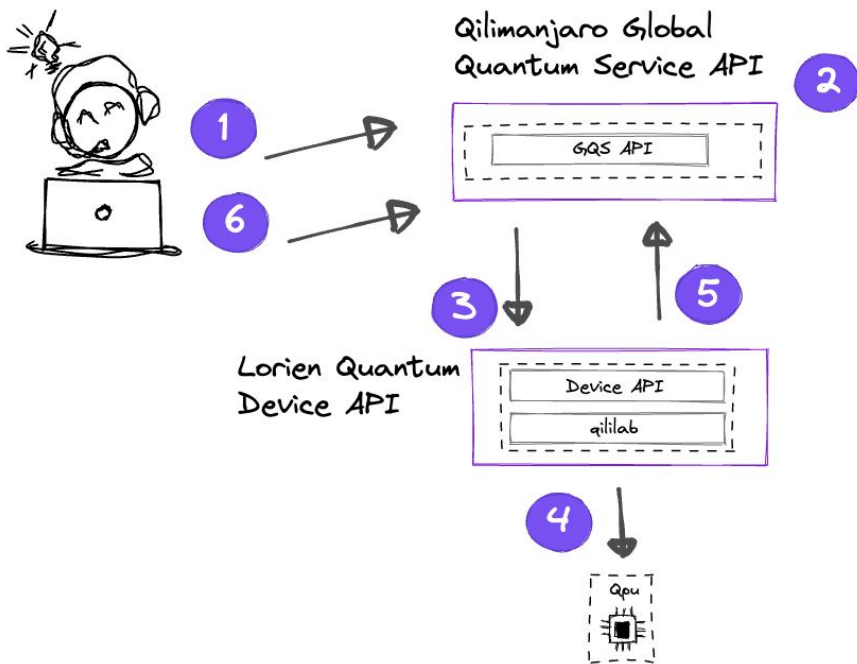 Qilimanjaro Global
Quantum Service API
2
1
GQS API
6
3
5
Lorien Quantum
Device API
Device API
qililab
4
Qpu